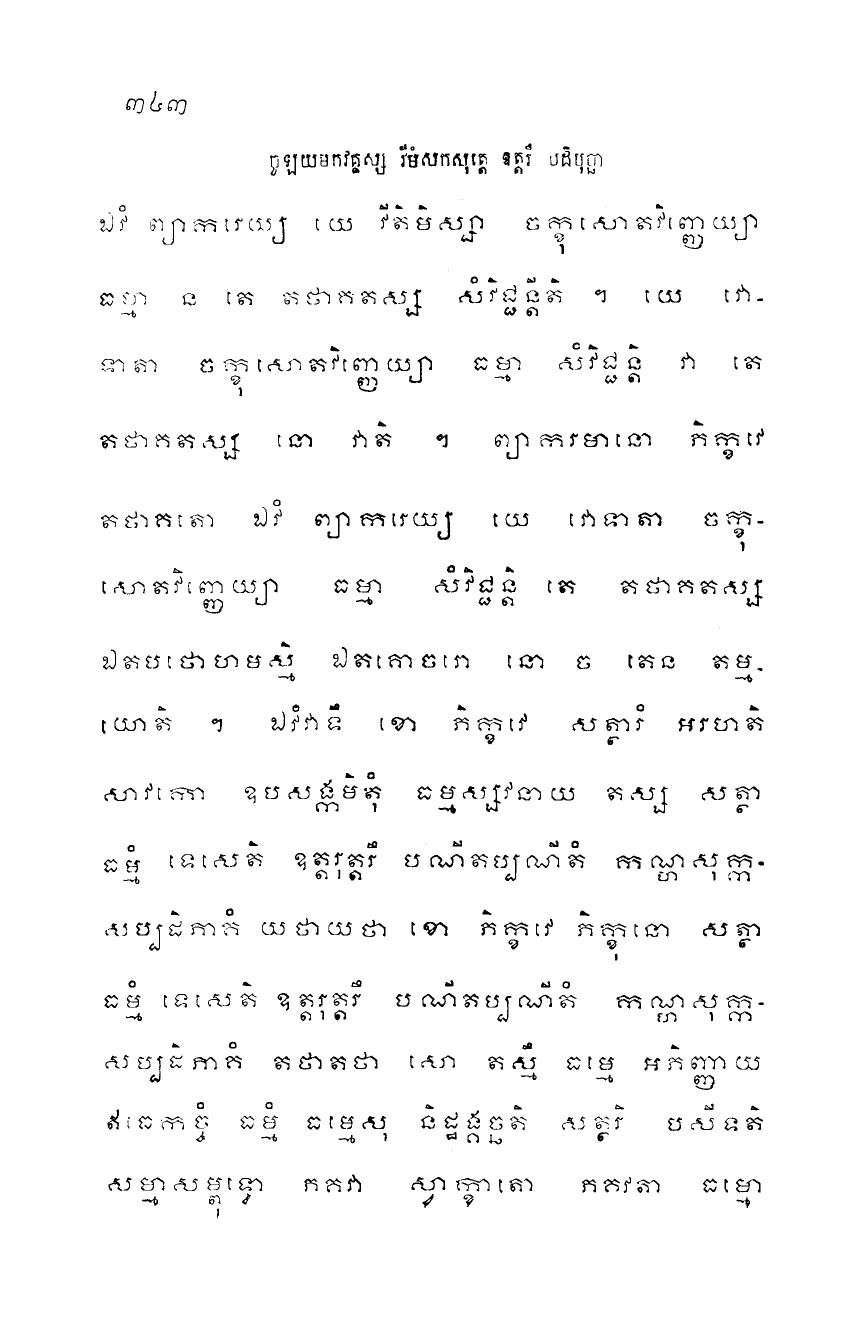 ៣៤៣
ចូឡយមកវគ្គស្ស វីមំសកសុត្តេ ឧត្តរឹ បដិបុច្ឆា
ឯវំ ព្យាករេយ្យ យេ វីតិមិស្សា ចក្ខុសោតវិញ្ញេយ្យា
ធម្មា ន តេ តថាគតស្ស សំវិជ្ជន្តីតិ ។ យេ វោ-
ទាតា ចក្ខុសោតវិញ្ញេយ្យា ធម្មា សំវិជ្ជន្តិ វា តេ
តថាគតស្ស នោ វាតិ ។ ព្យាករមានោ ភិក្ខវេ
តថាគតោ ឯវំ ព្យាករេយ្យ យេ វោទាតា ចក្ខុ-
សោតវិញ្ញេយ្យា ធម្មា សំវិជ្ជន្តិ តេ តថាគតស្ស
ឯតបថោហមស្មិ ឯតគោចរោ នោ ច តេន តម្ម-
យោតិ ។ ឯវំវាទឹ ខោ ភិក្ខវេ សត្ថារំ អរហតិ
សាវកោ ឧបសង្កមិតុំ ធម្មស្សវនាយ តស្ស សត្ថា
ធម្មំ ទេសេតិ ឧត្តរុត្តរឹ បណីតប្បណីតំ កណ្ហសុក្ក-
សប្បដិភាគំ យថាយថា ខោ ភិក្ខវេ ភិក្ខុនោ សត្ថា
ធម្មំ ទេសេតិ ឧត្តរុត្តរឹ បណីតប្បណីតំ កណ្ហសុក្ក-
សប្បដិភាគំ តថាតថា សោ តស្មឹ ធម្មេ អភិញ្ញាយ
ឥធេកច្ចំ ធម្មំ ធម្មេសុ និដ្ឋង្គច្ឆតិ សត្ថរិ បសីទតិ
សម្មាសម្ពុទ្ធោ ភគវា ស្វាក្ខាតោ ភគវតា ធម្មោ